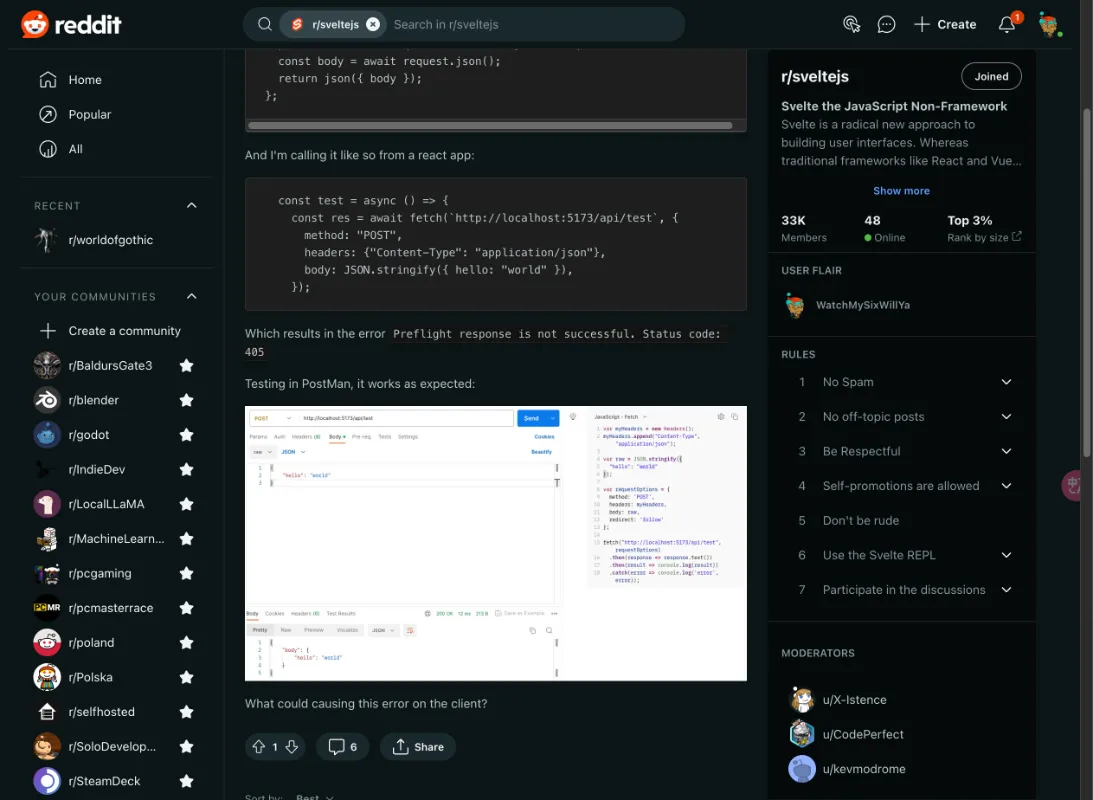 reddit
r/sveltejs
Search in r/sveltejs
Create
1
Home
Popular
All
RECENT
r/worldofgothic
YOUR COMMUNITIES
Create a community
r/BaldursGate3
r/blender
r/godot
r/IndieDev
r/LocalLLaMA
r/MachineLearn...
r/pcgaming
PCMR
r/pcmasterrace
r/poland
r/Polska
r/selfhosted
r/SoloDevelop...
r/SteamDeck
const body = await request.json();
return json({ body });
};
And I'm calling it like so from a react app:
const test = async () => {
const res = await fetch(`http://localhost:5173/api/test`, {
method: "POST",
headers: {"Content-Type": "application/json"},
body: JSON.stringify({ hello: "world" }),
});
Which results in the error Preflight response is not successful. Status code:
405
Testing in PostMan, it works as expected:
POST
http://localhost:5173/api/test
Send
Params Auth Headers (8) Body Pre-req. Tests Settings
Cookies
raw
JSON
Beautify
1 {
2 "hello": "world"
3 }
JavaScript - Fetch
1 var myHeaders = new Headers();
2 myHeaders.append("Content-Type",
"application/json");
3
4 var raw = JSON.stringify({
5 "hello": "world"
6 });
7
8 var requestOptions = {
9 method: 'POST',
10 headers: myHeaders,
11 body: raw,
12 redirect: 'follow'
13 };
14
15 fetch("http://localhost:5173/api/test",
requestOptions)
16 .then(response => response.text())
17 .then(result => console.log(result))
18 .catch(error => console.log('error',
error));
Body Cookies Headers (6) Test Results
200 OK 12 ms 215 B Save as Example
Pretty Raw Preview Visualize JSON
1 {
2 "body": {
3 "hello": "world"
4 }
5 }
What could causing this error on the client?
1
6
Share
Sort by: Best
r/sveltejs
Joined
Svelte the JavaScript Non-Framework
Svelte is a radical new approach to
building user interfaces. Whereas
traditional frameworks like React and Vue...
Show more
33K
48
Top 3%
Members
Online
Rank by size
USER FLAIR
WatchMySixWillYa
RULES
1 No Spam
2 No off-topic posts
3 Be Respectful
4 Self-promotions are allowed
5 Don't be rude
6 Use the Svelte REPL
7 Participate in the discussions
MODERATORS
u/X-Istence
u/CodePerfect
u/kevmodrome